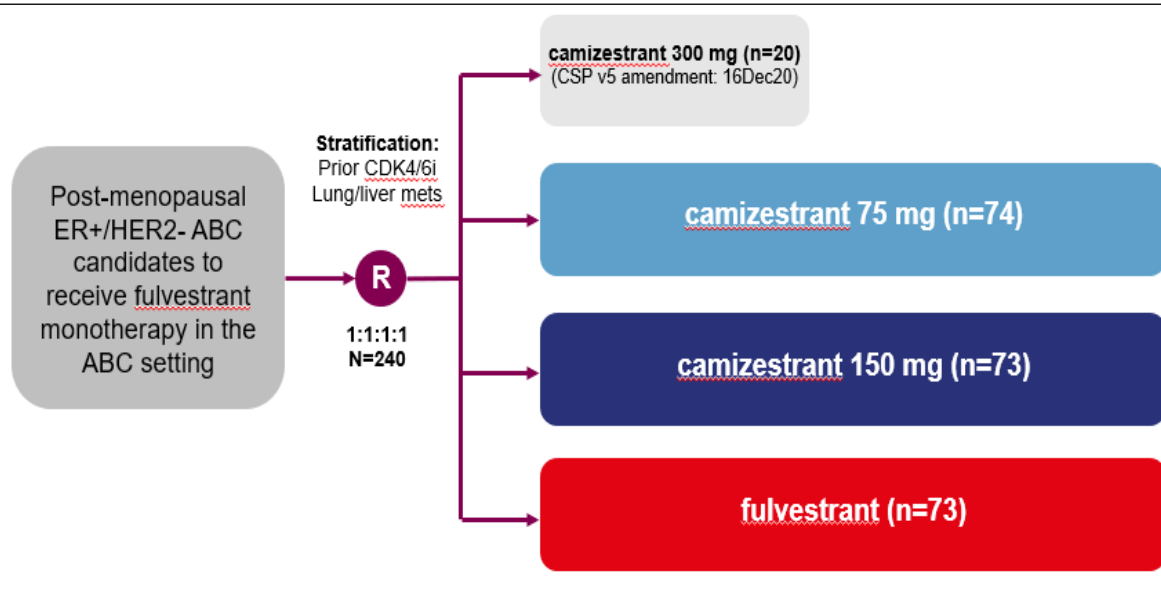 Post-menopausal
ER+/HER2- ABC
candidates to
receive fulvestrant
monotherapy in the
ABC setting
Stratification:
Prior CDK4/6i
Lung/liver mets
R
1:1:1:1
N=240
camizestrant 300 mg (n=20)
(CSP v5 amendment: 16Dec20)
camizestrant 75 mg (n=74)
camizestrant 150 mg (n=73)
fulvestrant (n=73)